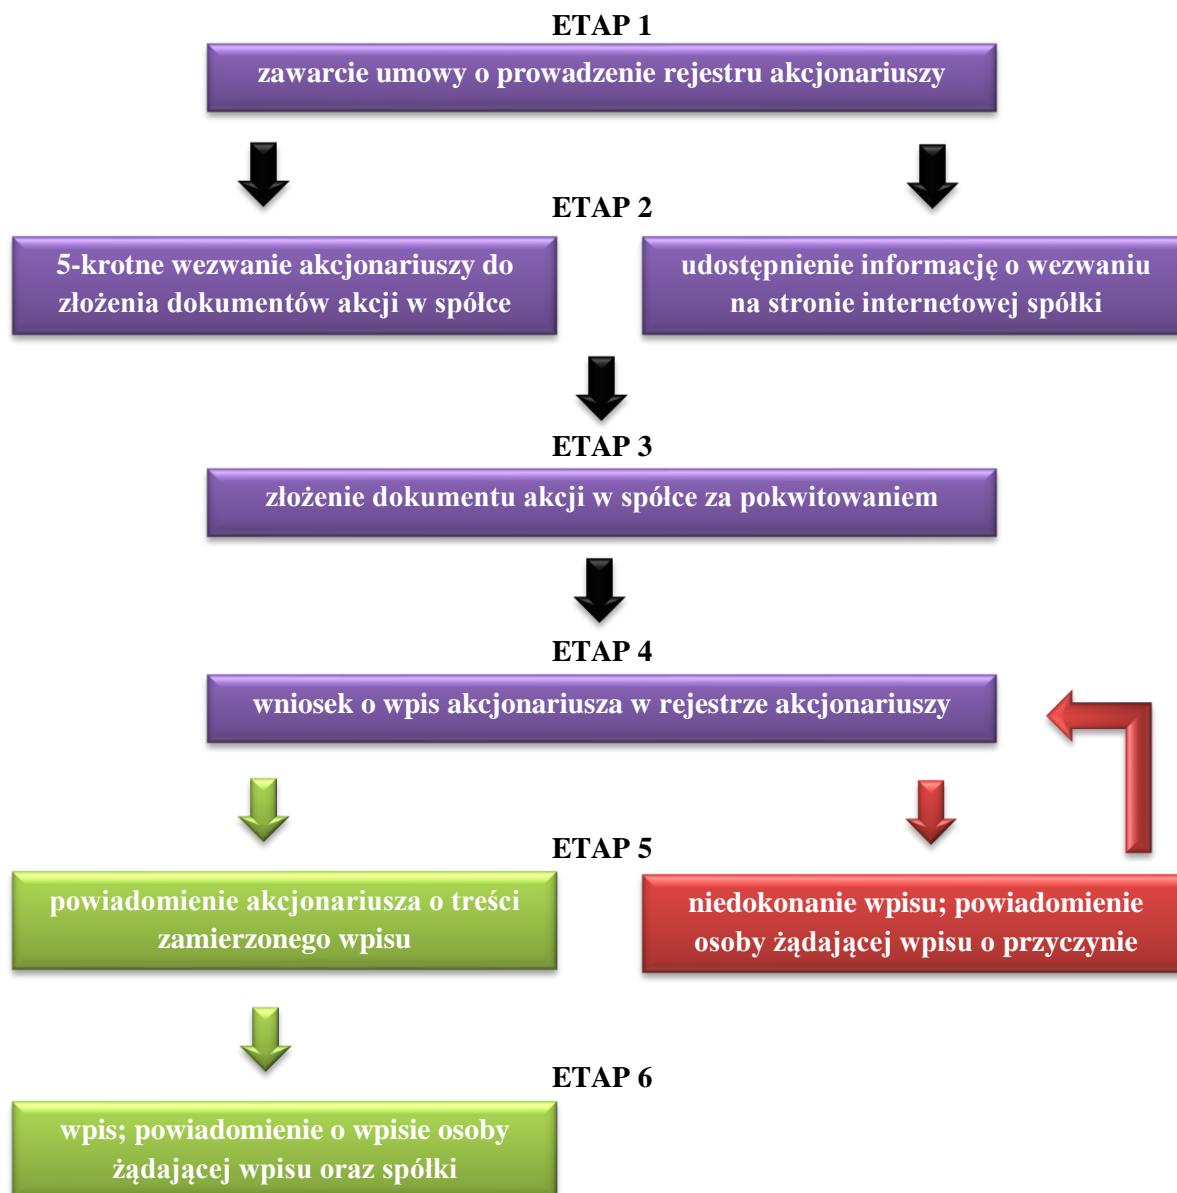 ETAP 1
zawarcie umowy o prowadzenie rejestru akcjonariuszy
ETAP 2
5-krotne wezwanie akcjonariuszy do
złożenia dokumentów akcji w spółce
udostępnienie informację o wezwaniu
na stronie internetowej spółki
ETAP 3
złożenie dokumentu akcji w spółce za pokwitowaniem
ETAP 4
wniosek o wpis akcjonariusza w rejestrze akcjonariuszy
ETAP 5
powiadomienie akcjonariusza o treści
zamierzonego wpisu
niedokonanie wpisu; powiadomienie
osoby żądającej wpisu o przyczynie
ETAP 6
wpis; powiadomienie o wpisie osoby
żądającej wpisu oraz spółki